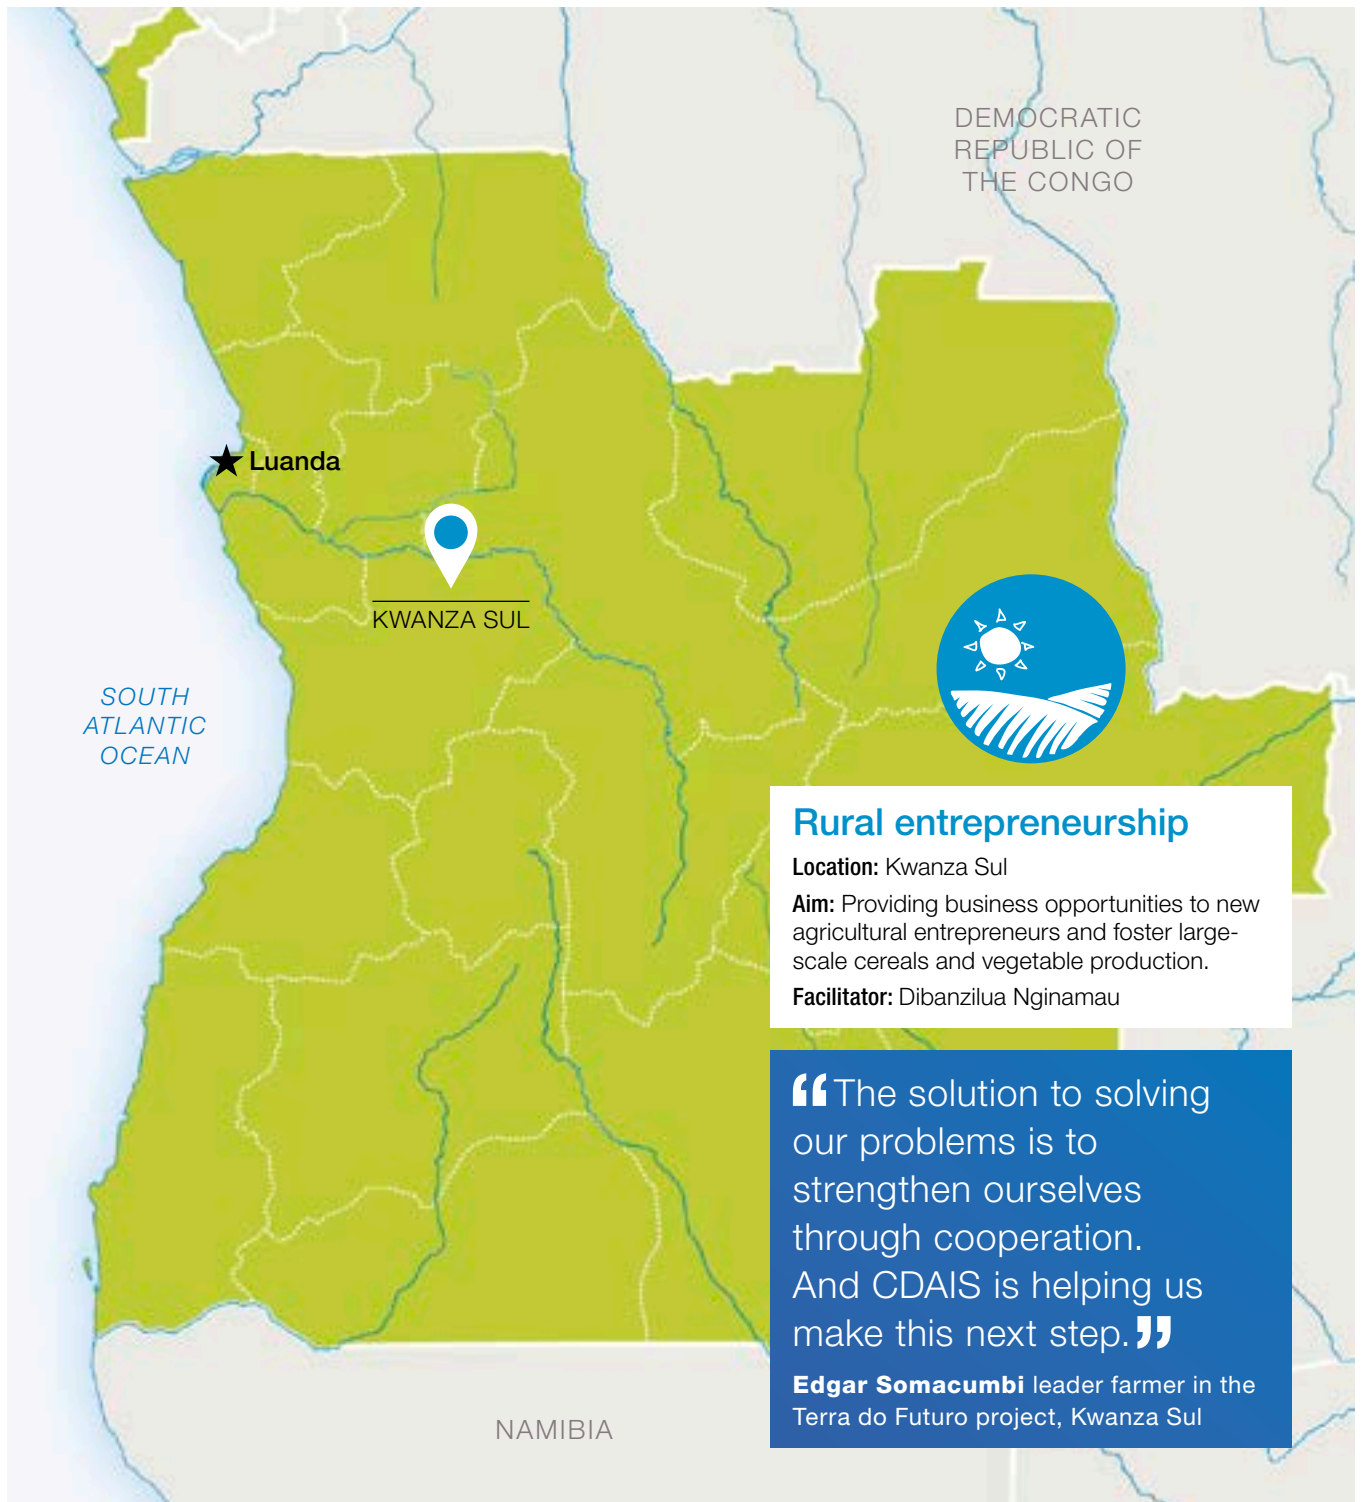 DEMOCRATIC
REPUBLIC OF
THE CONGO
Luanda
KWANZA SUL
SOUTH
ATLANTIC
OCEAN
Rural entrepreneurship
Location: Kwanza Sul
Aim: Providing business opportunities to new
agricultural entrepreneurs and foster large-
scale cereals and vegetable production.
Facilitator: Dibanzilua Nginamau
“The solution to solving
our problems is to
strengthen ourselves
through cooperation.
And CDAIS is helping us
make this next step.”
Edgar Somacumbi leader farmer in the
Terra do Futuro project, Kwanza Sul
NAMIBIA